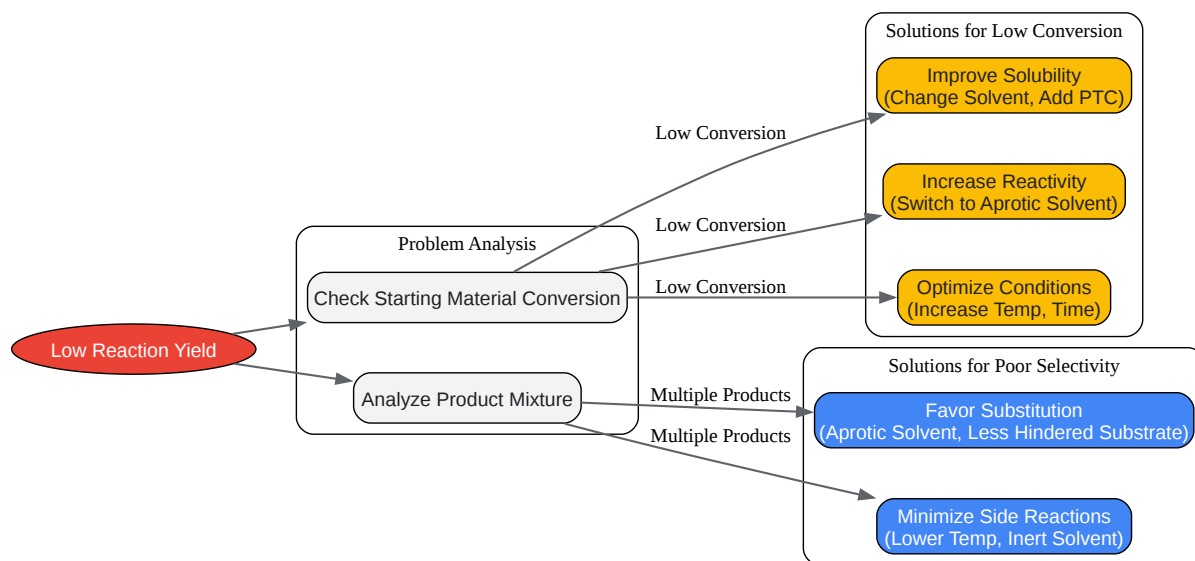 Low Reaction Yield
Problem Analysis
Check Starting Material Conversion
Analyze Product Mixture
Low Conversion
Low Conversion
Low Conversion
Multiple Products
Multiple Products
Solutions for Low Conversion
Improve Solubility
(Change Solvent, Add PTC)
Increase Reactivity
(Switch to Aprotic Solvent)
Optimize Conditions
(Increase Temp, Time)
Solutions for Poor Selectivity
Favor Substitution
(Aprotic Solvent, Less Hindered Substrate)
Minimize Side Reactions
(Lower Temp, Inert Solvent)